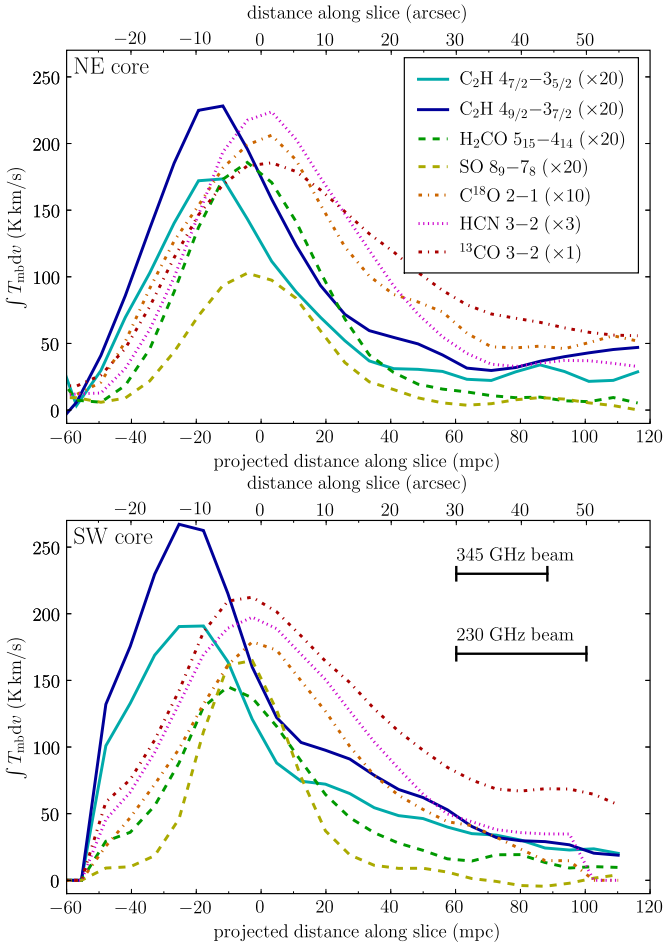 distance along slice (arcsec)
−20 −10 0 10 20 30 40 50
NE core
C₂H 4₇/₂−3₅/₂ (×20)
C₂H 4₉/₂−3₇/₂ (×20)
H₂CO 5₁₅−4₁₄ (×20)
SO 8₉−7₈ (×20)
C¹⁸O 2−1 (×10)
HCN 3−2 (×3)
¹³CO 3−2 (×1)
250
200
150
100
50
0
∫ T_mb dv (K km/s)
−60 −40 −20 0 20 40 60 80 100 120
projected distance along slice (mpc)
distance along slice (arcsec)
−20 −10 0 10 20 30 40 50
SW core
345 GHz beam
230 GHz beam
250
200
150
100
50
0
∫ T_mb dv (K km/s)
−60 −40 −20 0 20 40 60 80 100 120
projected distance along slice (mpc)